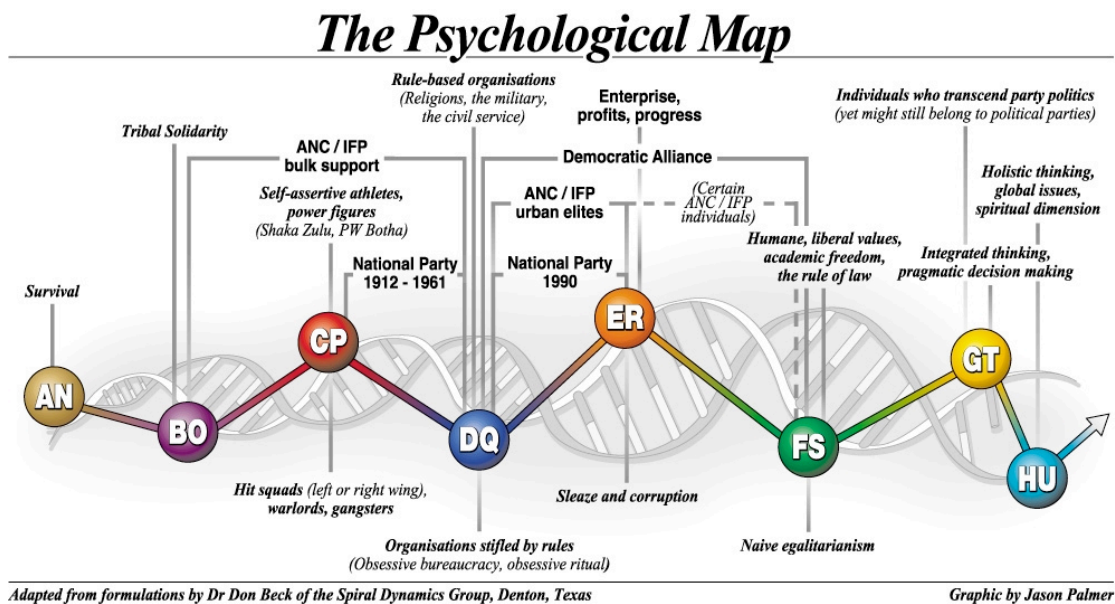 The Psychological Map
Rule-based organisations
(Religions, the military,
the civil service)
Enterprise,
profits, progress
Individuals who transcend party politics
(yet might still belong to political parties)
Tribal Solidarity
ANC / IFP
bulk support
Democratic Alliance
Holistic thinking,
global issues,
spiritual dimension
Self-assertive athletes,
power figures
(Shaka Zulu, PW Botha)
ANC / IFP
urban elites
(Certain
ANC / IFP
individuals)
Humane, liberal values,
academic freedom,
the rule of law
Integrated thinking,
pragmatic decision making
National Party
1912 - 1961
National Party
1990
Survival
AN
BO
CP
DQ
ER
FS
GT
HU
Hit squads (left or right wing),
warlords, gangsters
Sleaze and corruption
Organisations stifled by rules
(Obsessive bureaucracy, obsessive ritual)
Naive egalitarianism
Adapted from formulations by Dr Don Beck of the Spiral Dynamics Group, Denton, Texas
Graphic by Jason Palmer